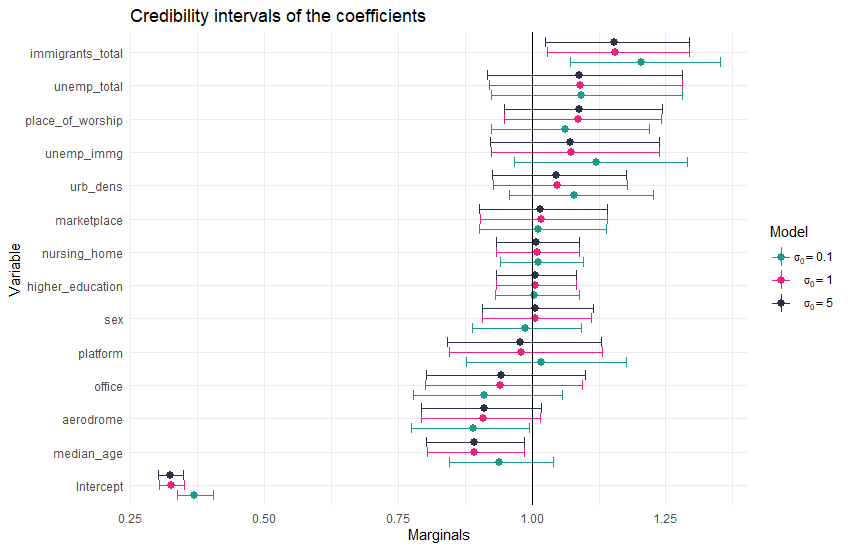 Credibility intervals of the coefficients
Variable
immigrants_total
unemp_total
place_of_worship
unemp_immg
urb_dens
marketplace
nursing_home
higher_education
sex
platform
office
aerodrome
median_age
Intercept
0.25 0.50 0.75 1.00 1.25
Marginals
Model
σ₀ = 0.1
σ₀ = 1
σ₀ = 5